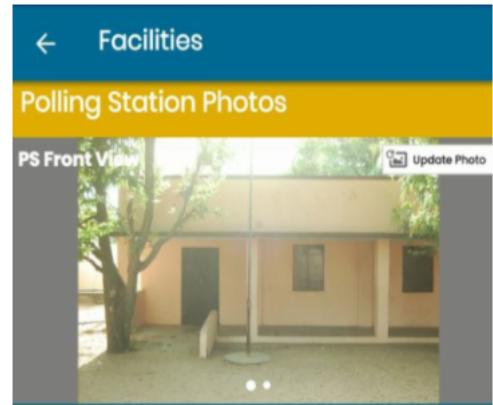 Facilities
Polling Station Photos
PS Front View
Update Photo